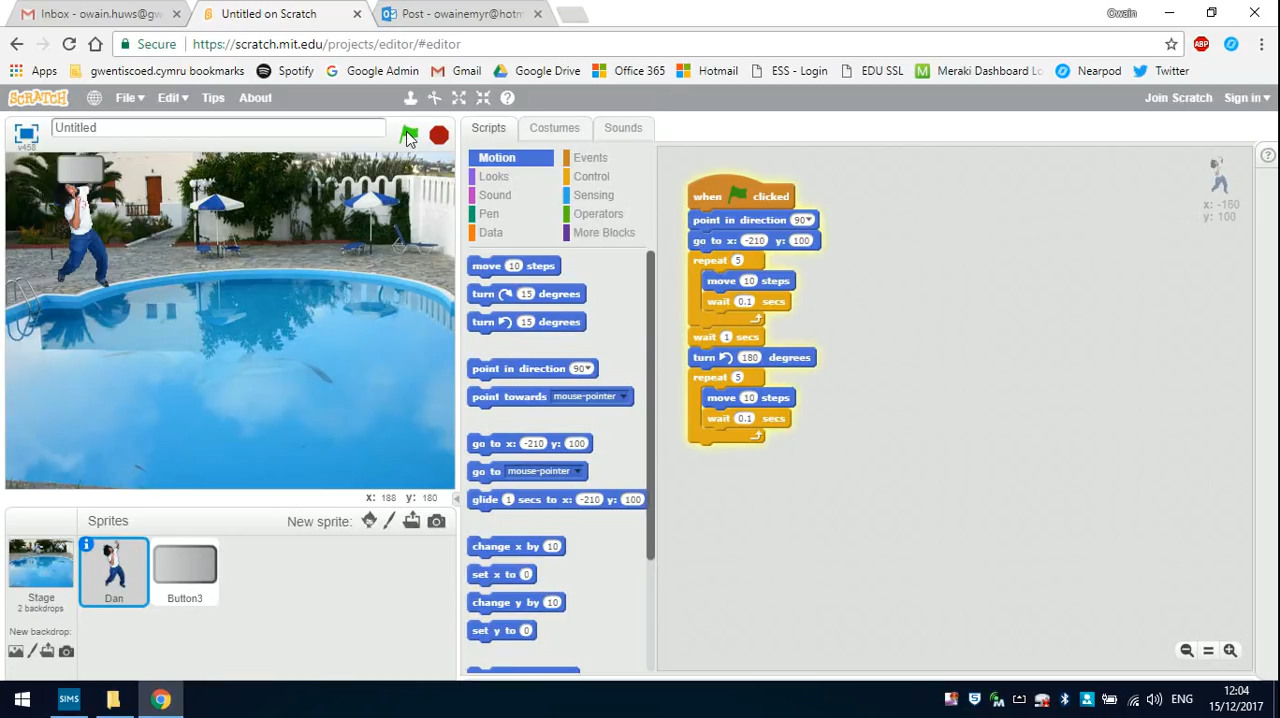 Inbox - owain.huws@gw
Untitled on Scratch
Post - owainemyr@hotm
Owain
Secure
https://scratch.mit.edu/projects/editor/#editor
ABP
Apps
gwentiscoed.cymru bookmarks
Spotify
Google Admin
Gmail
Google Drive
Office 365
Hotmail
ESS - Login
EDU SSL
Meraki Dashboard Lo
Nearpod
Twitter
SCRATCH
File
Edit
Tips
About
Join Scratch
Sign in
v458
Untitled
Scripts
Costumes
Sounds
Motion
Events
Looks
Control
Sound
Sensing
Pen
Operators
Data
More Blocks
move 10 steps
turn 15 degrees
turn 15 degrees
point in direction 90
point towards mouse-pointer
go to x: -210 y: 100
go to mouse-pointer
glide 1 secs to x: -210 y: 100
change x by 10
set x to 0
change y by 10
set y to 0
when clicked
point in direction 90
go to x: -210 y: 100
repeat 5
move 10 steps
wait 0.1 secs
wait 1 secs
turn 180 degrees
repeat 5
move 10 steps
wait 0.1 secs
x: -160
y: 100
x: 188 y: 180
Sprites
New sprite:
Stage
2 backdrops
New backdrop:
Dan
Button3
SIMS
ENG
12:04
15/12/2017